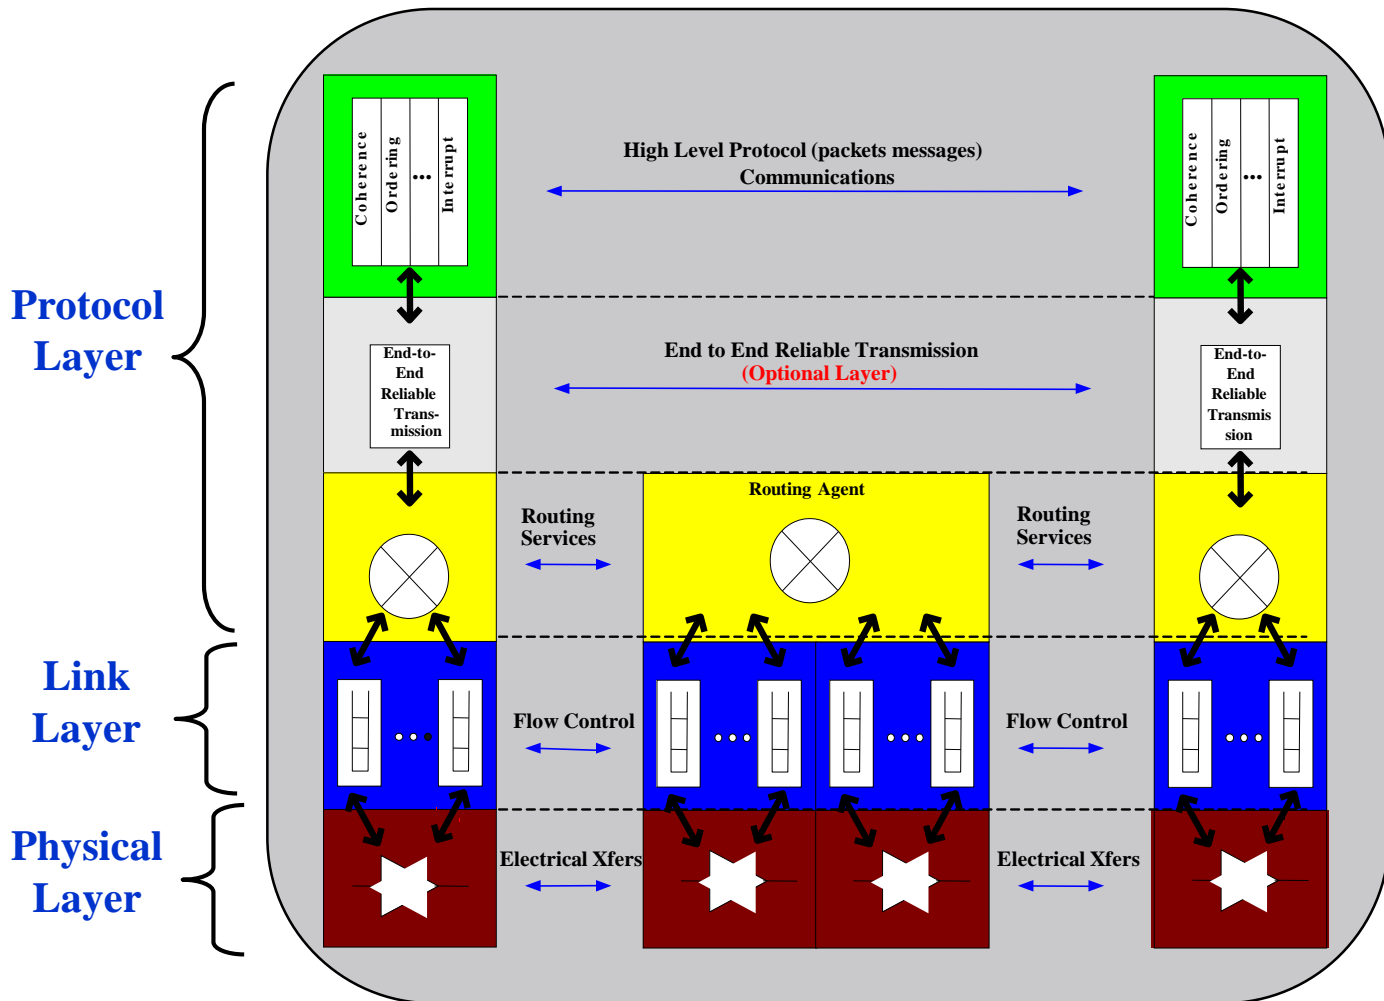 Protocol
Layer
Link
Layer
Physical
Layer
Coherence
Ordering
...
Interrupt
High Level Protocol (packets messages)
Communications
Coherence
Ordering
...
Interrupt
End-to-
End
Reliable
Trans-
mission
End to End Reliable Transmission
(Optional Layer)
End-to-
End
Reliable
Transmis
sion
Routing
Services
Routing Agent
Routing
Services
Flow Control
Flow Control
Electrical Xfers
Electrical Xfers